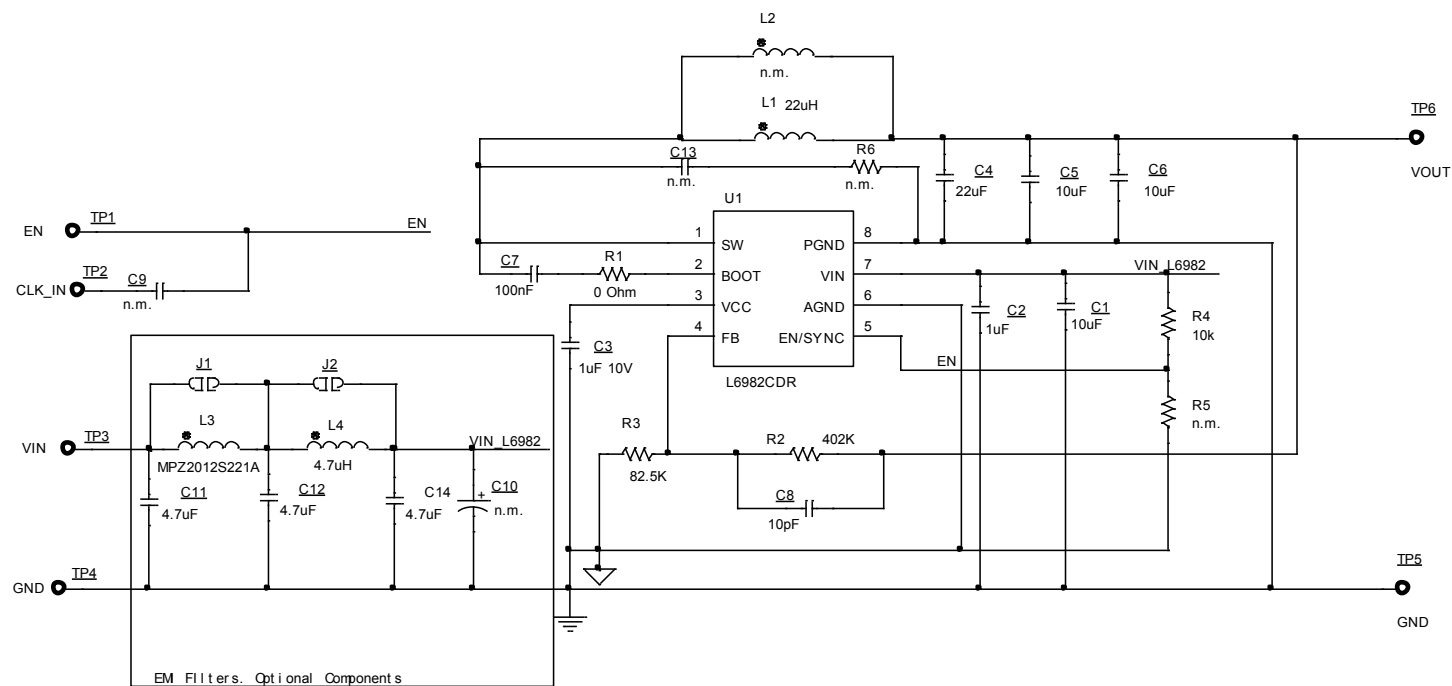 L2
n.m.
L1 22uH
TP6
VOUT
C13
n.m.
R6
n.m.
C4
22uF
C5
10uF
C6
10uF
U1
EN
TP1
EN
CLK_IN
TP2
C9
n.m.
1
SW
PGND
8
C7
100nF
R1
0 Ohm
2
BOOT
VIN
7
VIN_L6982
3
VCC
AGND
6
4
FB
EN/SYNC
5
L6982CDR
C3
1uF 10V
C2
1uF
C1
10uF
R4
10k
EN
R5
n.m.
J1
J2
L3
MPZ2012S221A
L4
4.7uH
VIN
TP3
VIN_L6982
R3
82.5K
R2
402K
C8
10pF
C11
4.7uF
C12
4.7uF
C14
4.7uF
C10
+
n.m.
GND
TP4
TP5
GND
EMI FIlters. Optional Components